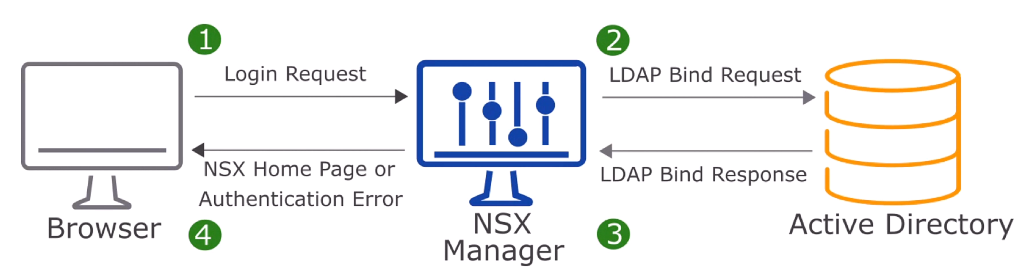 1
Login Request
2
LDAP Bind Request
NSX Home Page or
Authentication Error
LDAP Bind Response
Browser
4
NSX
Manager
3
Active Directory